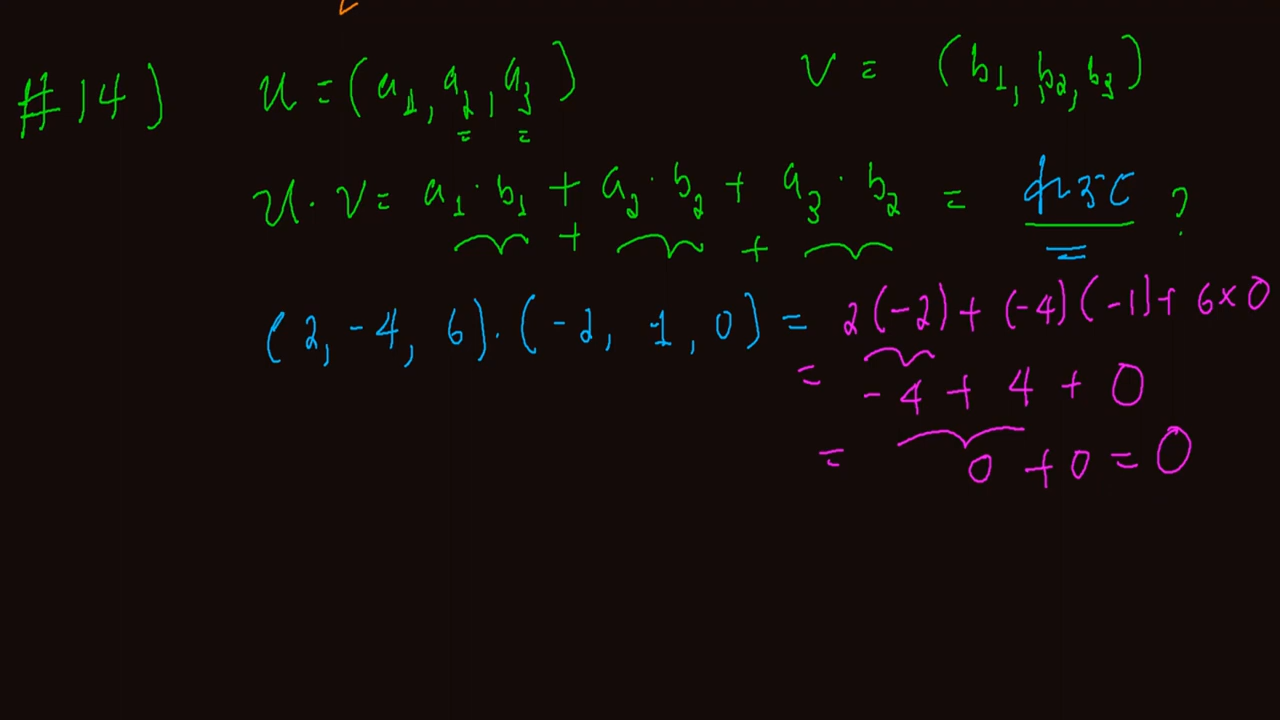 #14) u = (a₁, a₂, a₃) v = (b₁, b₂, b₃)
u · v = a₁ · b₁ + a₂ · b₂ + a₃ · b₂ = ?
+ +
(2, -4, 6) · (-2, 1, 0) = 2(-2) + (-4)(-1) + 6×0
= -4 + 4 + 0
= 0 + 0 = 0